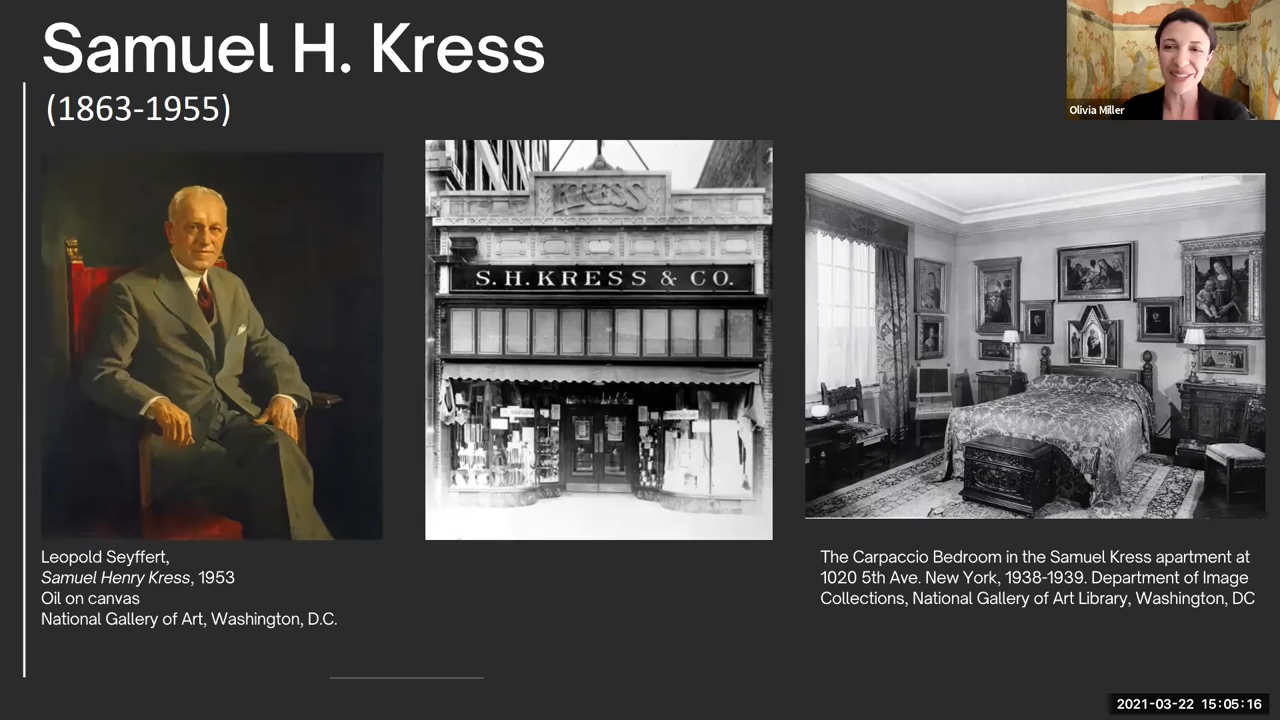 Samuel H. Kress
(1863-1955)
Olivia Miller
KRESS
S. H. KRESS & CO.
Leopold Seyffert,
Samuel Henry Kress, 1953
Oil on canvas
National Gallery of Art, Washington, D.C.
The Carpaccio Bedroom in the Samuel Kress apartment at
1020 5th Ave. New York, 1938-1939. Department of Image
Collections, National Gallery of Art Library, Washington, DC
2021-03-22 15:05:16